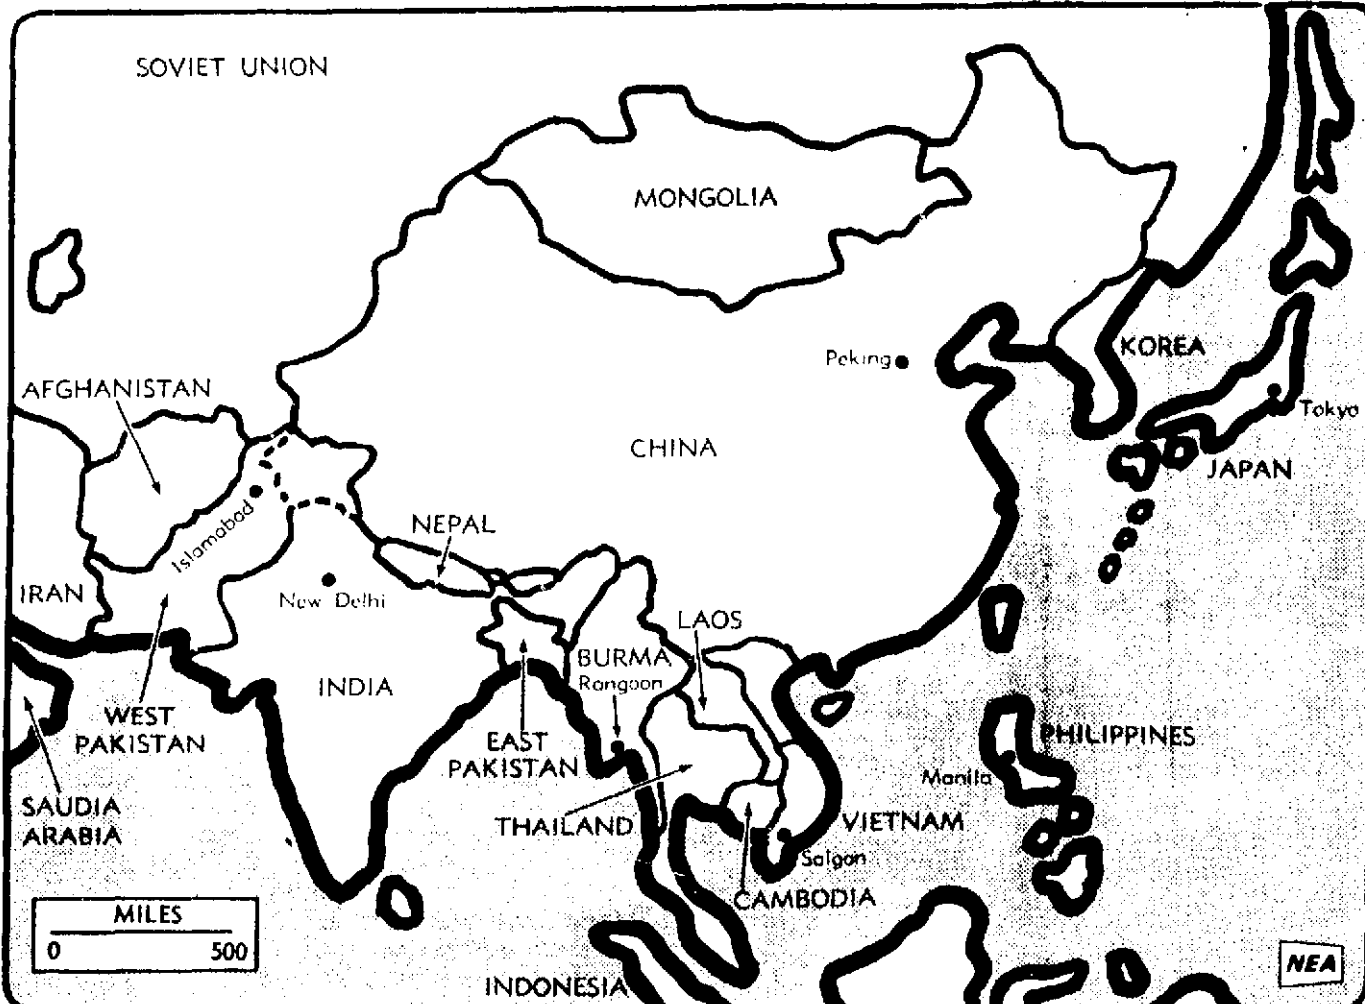 SOVIET UNION
MONGOLIA
Peking
KOREA
AFGHANISTAN
Tokyo
CHINA
JAPAN
Islamabad
NEPAL
IRAN
New Delhi
LAOS
BURMA
Rangoon
INDIA
WEST
PAKISTAN
EAST
PAKISTAN
PHILIPPINES
Manila
SAUDIA
ARABIA
THAILAND
VIETNAM
Saigon
CAMBODIA
MILES
0 500
INDONESIA
NEA